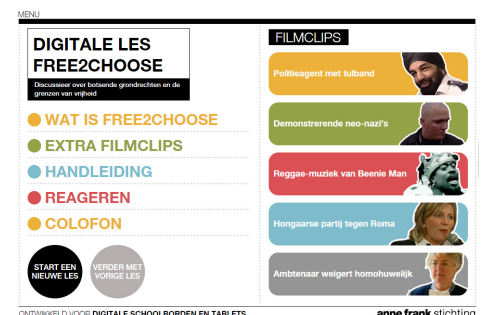 MENU
DIGITALE LES
FREE2CHOOSE
Discussieer over botsende grondrechten en de
grenzen van vrijheid
WAT IS FREE2CHOOSE
EXTRA FILMCLIPS
HANDLEIDING
REAGEREN
COLOFON
START EEN
NIEUWE LES
VERDER MET
VORIGE LES
ONTWIKKELD VOOR DIGITALE SCHOOLBORDEN EN TABLETS
FILMCLIPS
Politieagent met tulband
Demonstrerende neo-nazi's
Reggae-muziek van Beenie Man
Hongaarse partij tegen Roma
Ambtenaar weigert homohuwelijk
anne frank stichting